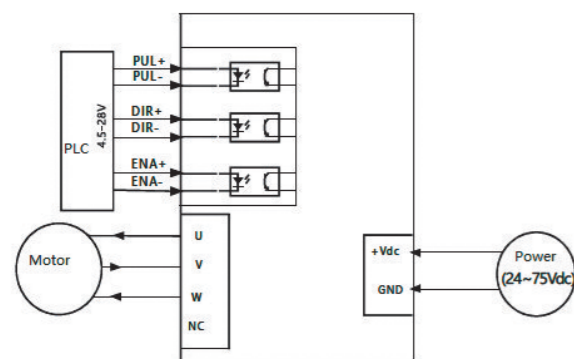 PUL+
PUL-
DIR+
DIR-
ENA+
ENA-
PLC
4.5-28V
Motor
U
V
W
NC
+Vdc
GND
Power
(24~75Vdc)